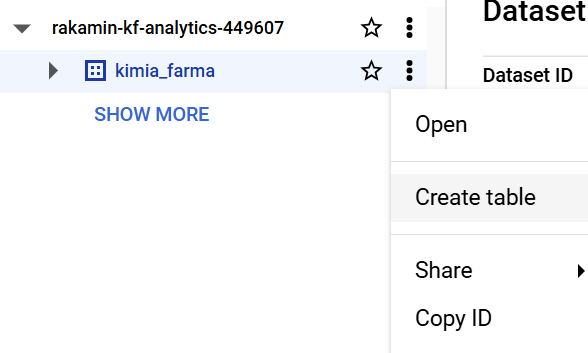 rakamin-kf-analytics-449607
kimia_farma
SHOW MORE
Dataset
Dataset ID
Open
Create table
Share
Copy ID